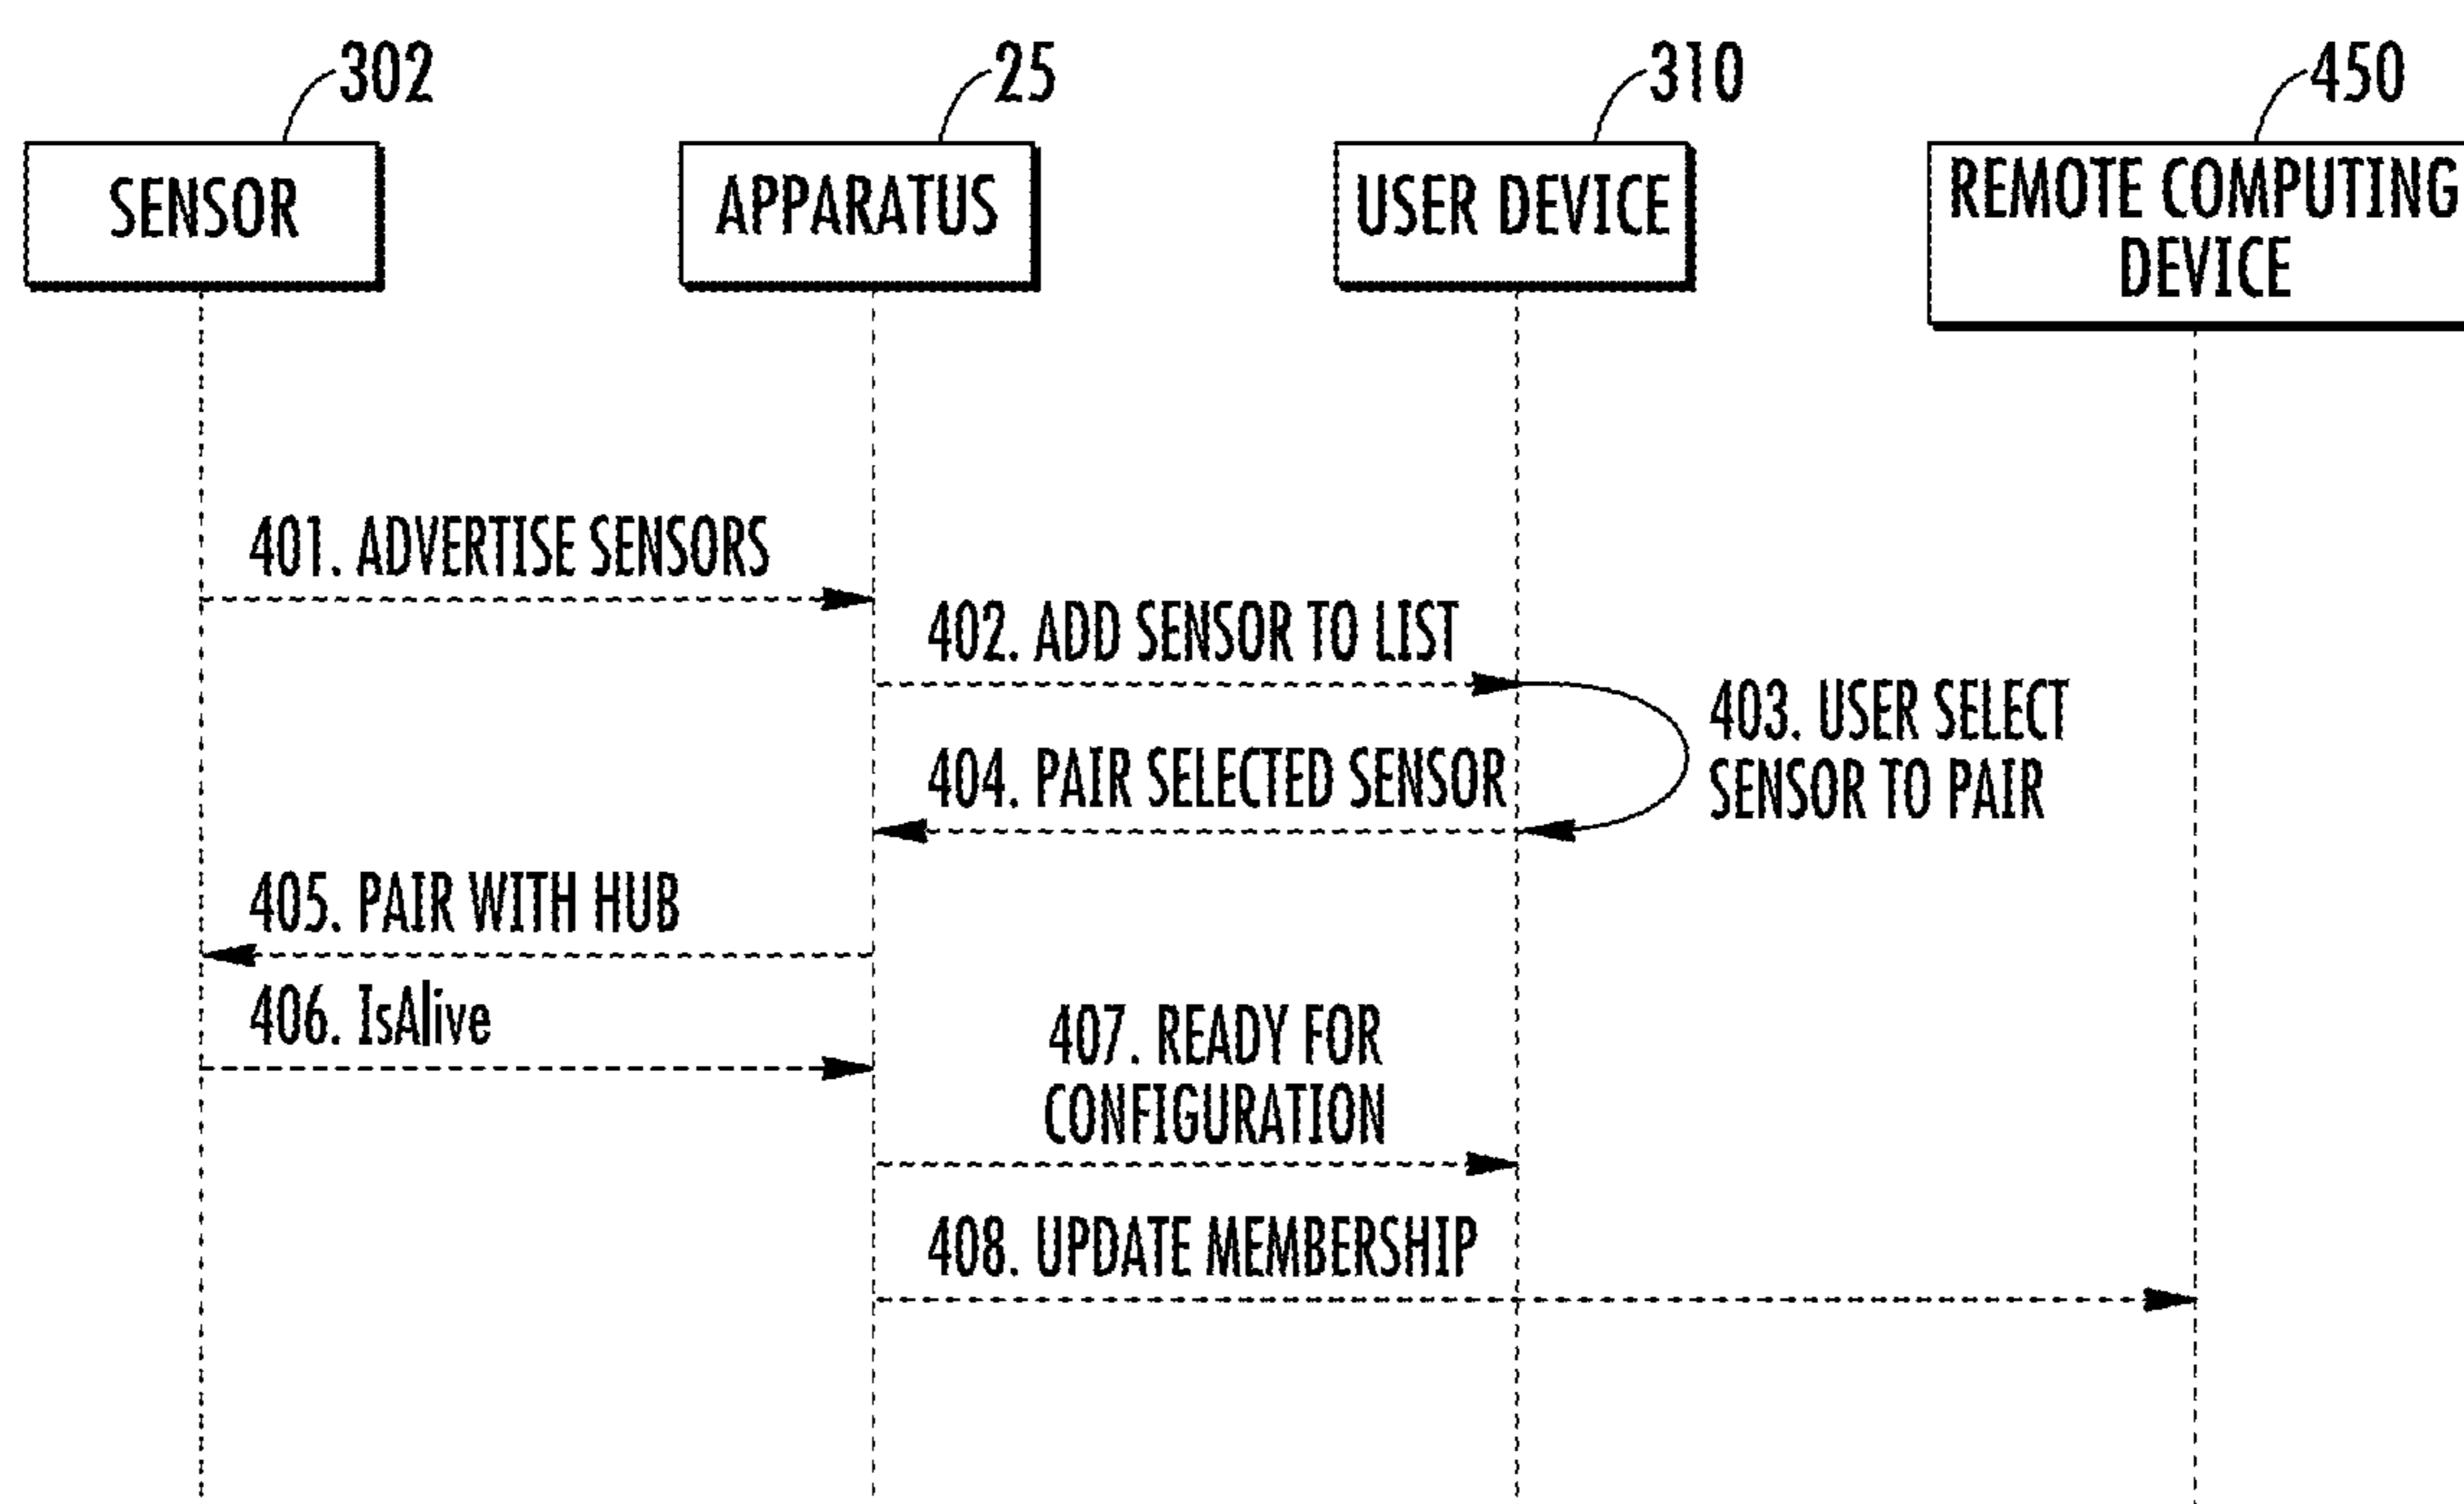 302
25
310
450
SENSOR
APPARATUS
USER DEVICE
REMOTE COMPUTING
DEVICE
401. ADVERTISE SENSORS
402. ADD SENSOR TO LIST
403. USER SELECT
SENSOR TO PAIR
404. PAIR SELECTED SENSOR
405. PAIR WITH HUB
406. IsAlive
407. READY FOR
CONFIGURATION
408. UPDATE MEMBERSHIP